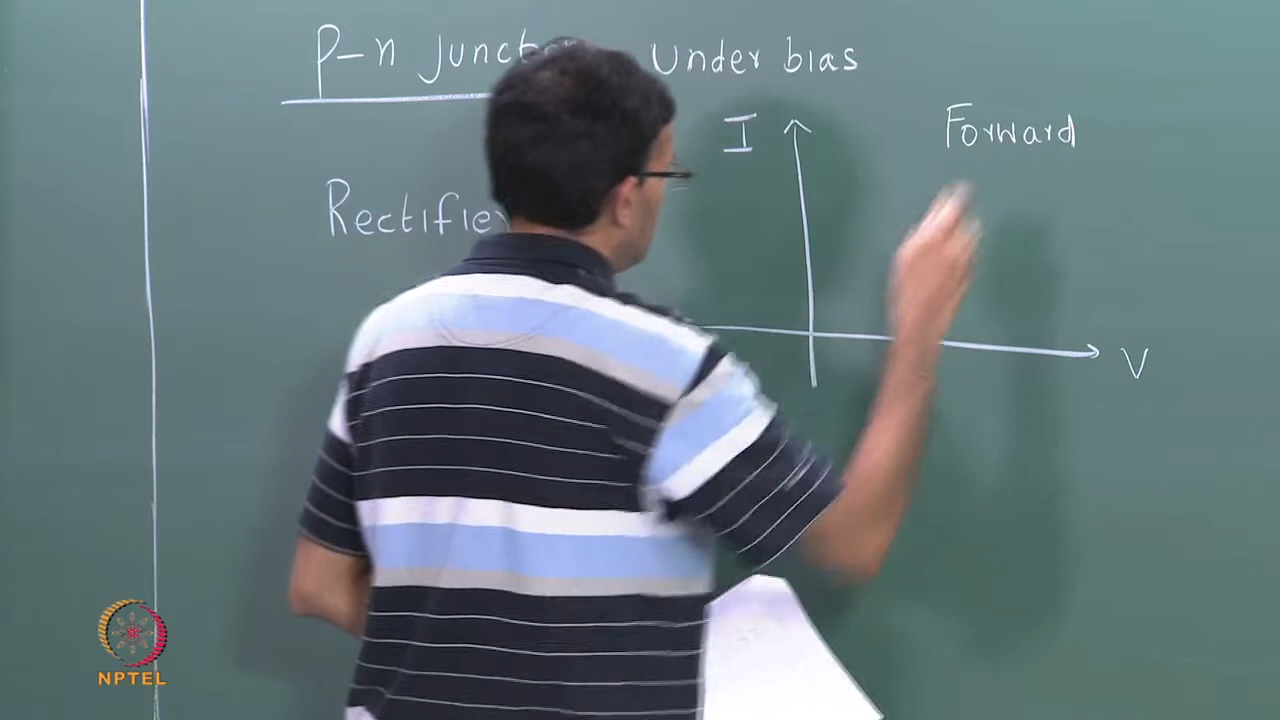 p-n junct under bias
I
Forward
Rectifie
V
NPTEL